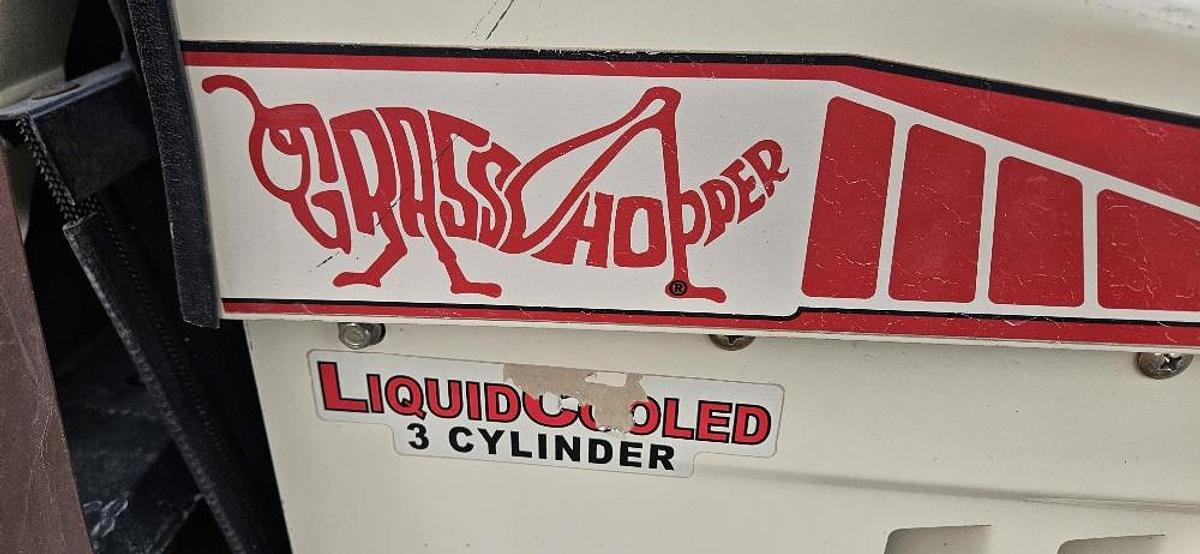 GRASSHOPPER
®
LIQUIDCOOLED
3 CYLINDER